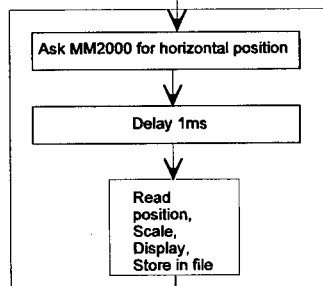 Ask MM2000 for horizontal position
Delay 1ms
Read
position,
Scale,
Display,
Store in file